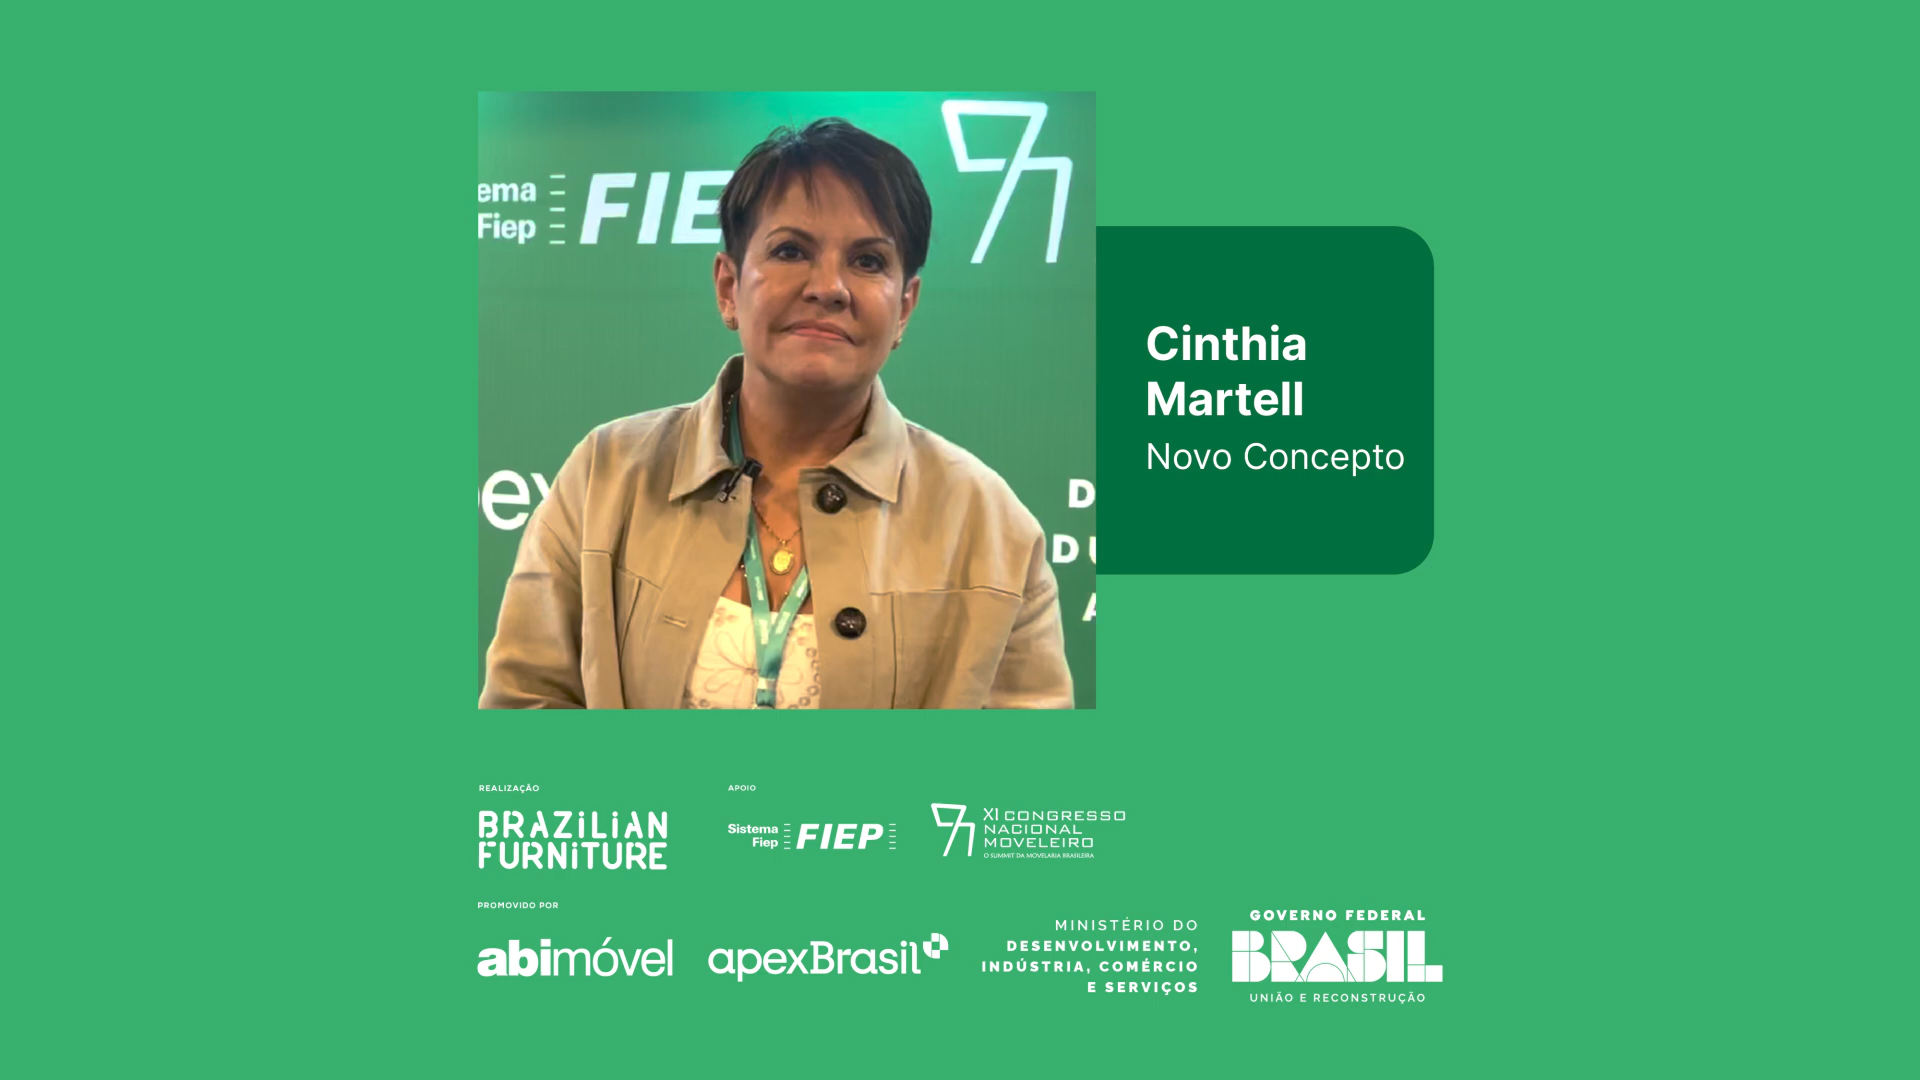 ema
Fiep
FIE
Cinthia
Martell
Novo Concepto
REALIZAÇÃO
BRAZILIAN
FURNITURE
APOIO
Sistema
Fiep
FIEP
XI CONGRESSO
NACIONAL
MOVELEIRO
O SUMMIT DA MOVELARIA BRASILEIRA
PROMOVIDO POR
abimóvel
apexBrasil
MINISTÉRIO DO
DESENVOLVIMENTO,
INDÚSTRIA, COMÉRCIO
E SERVIÇOS
GOVERNO FEDERAL
BRASIL
UNIÃO E RECONSTRUÇÃO